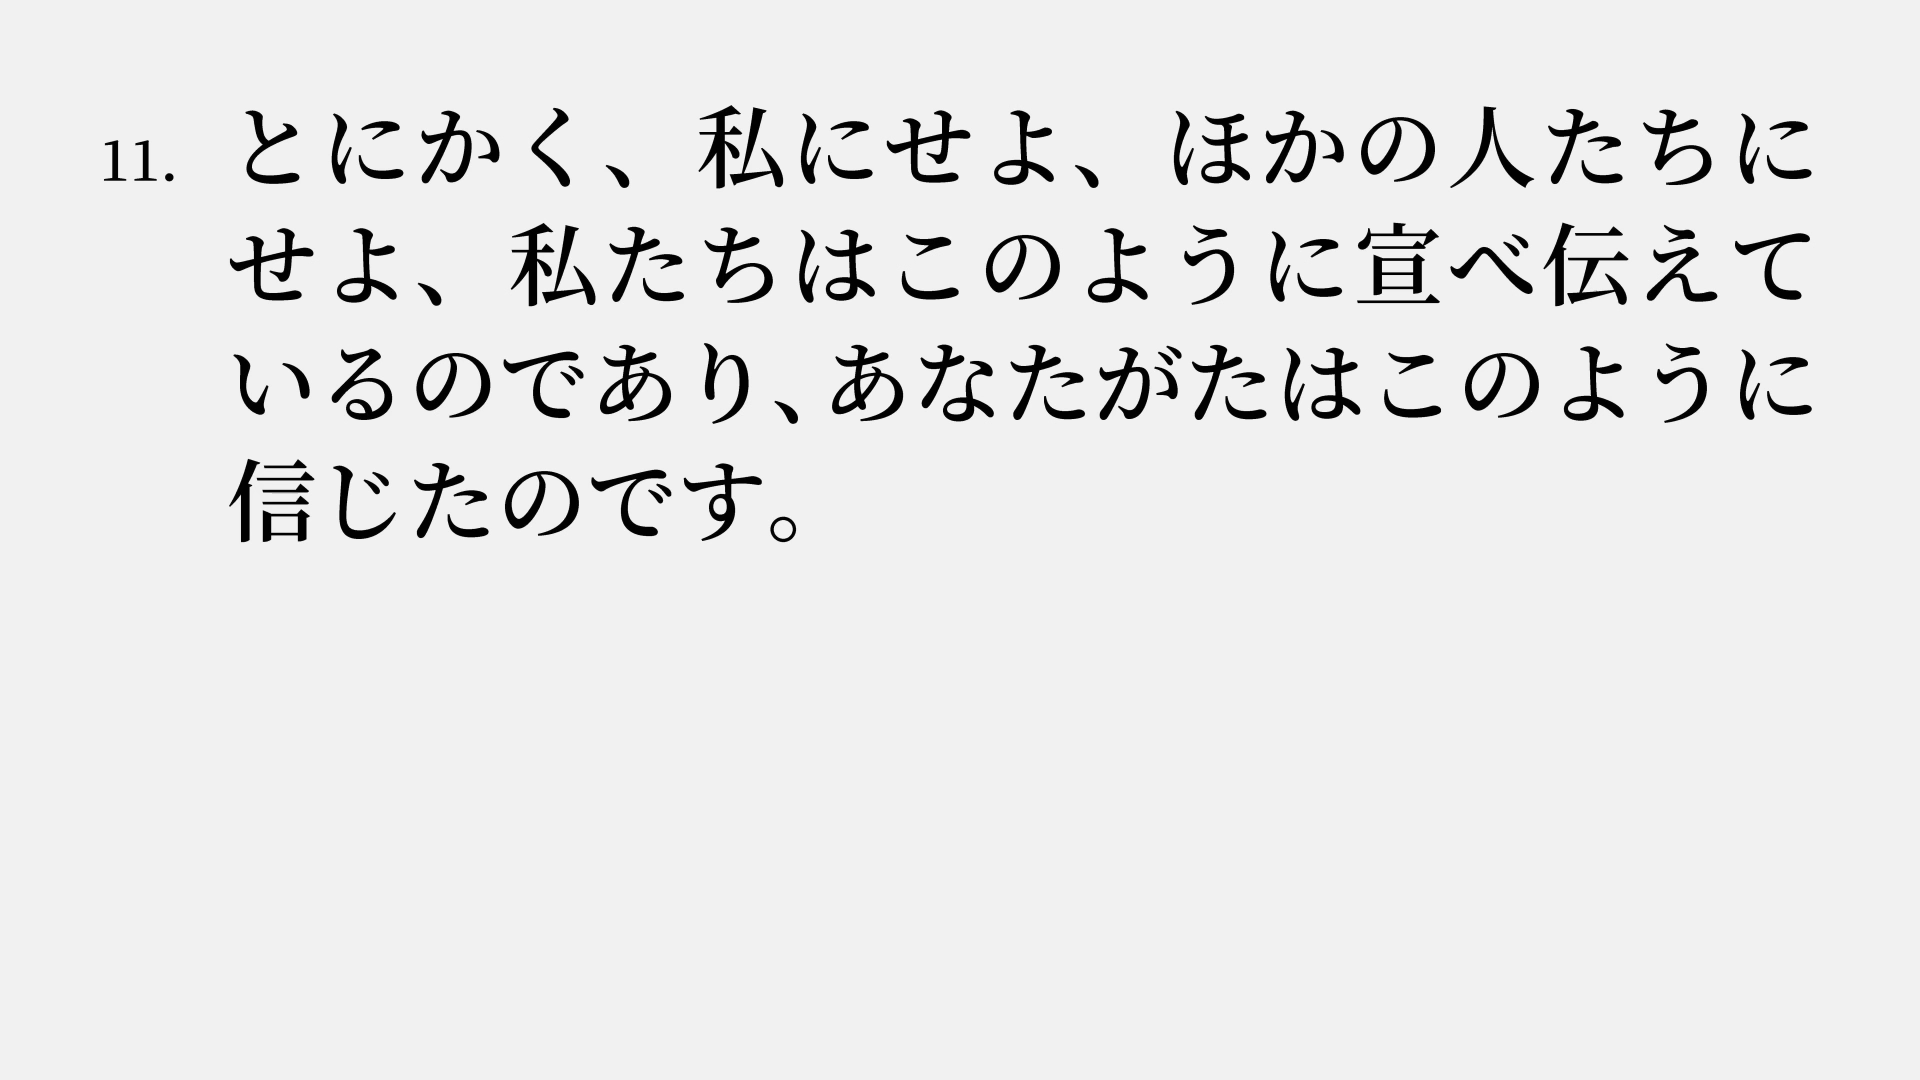 11. とにかく、私にせよ、ほかの人たちに
せよ、私たちはこのように宣べ伝えて
いるのであり、あなたがたはこのように
信じたのです。